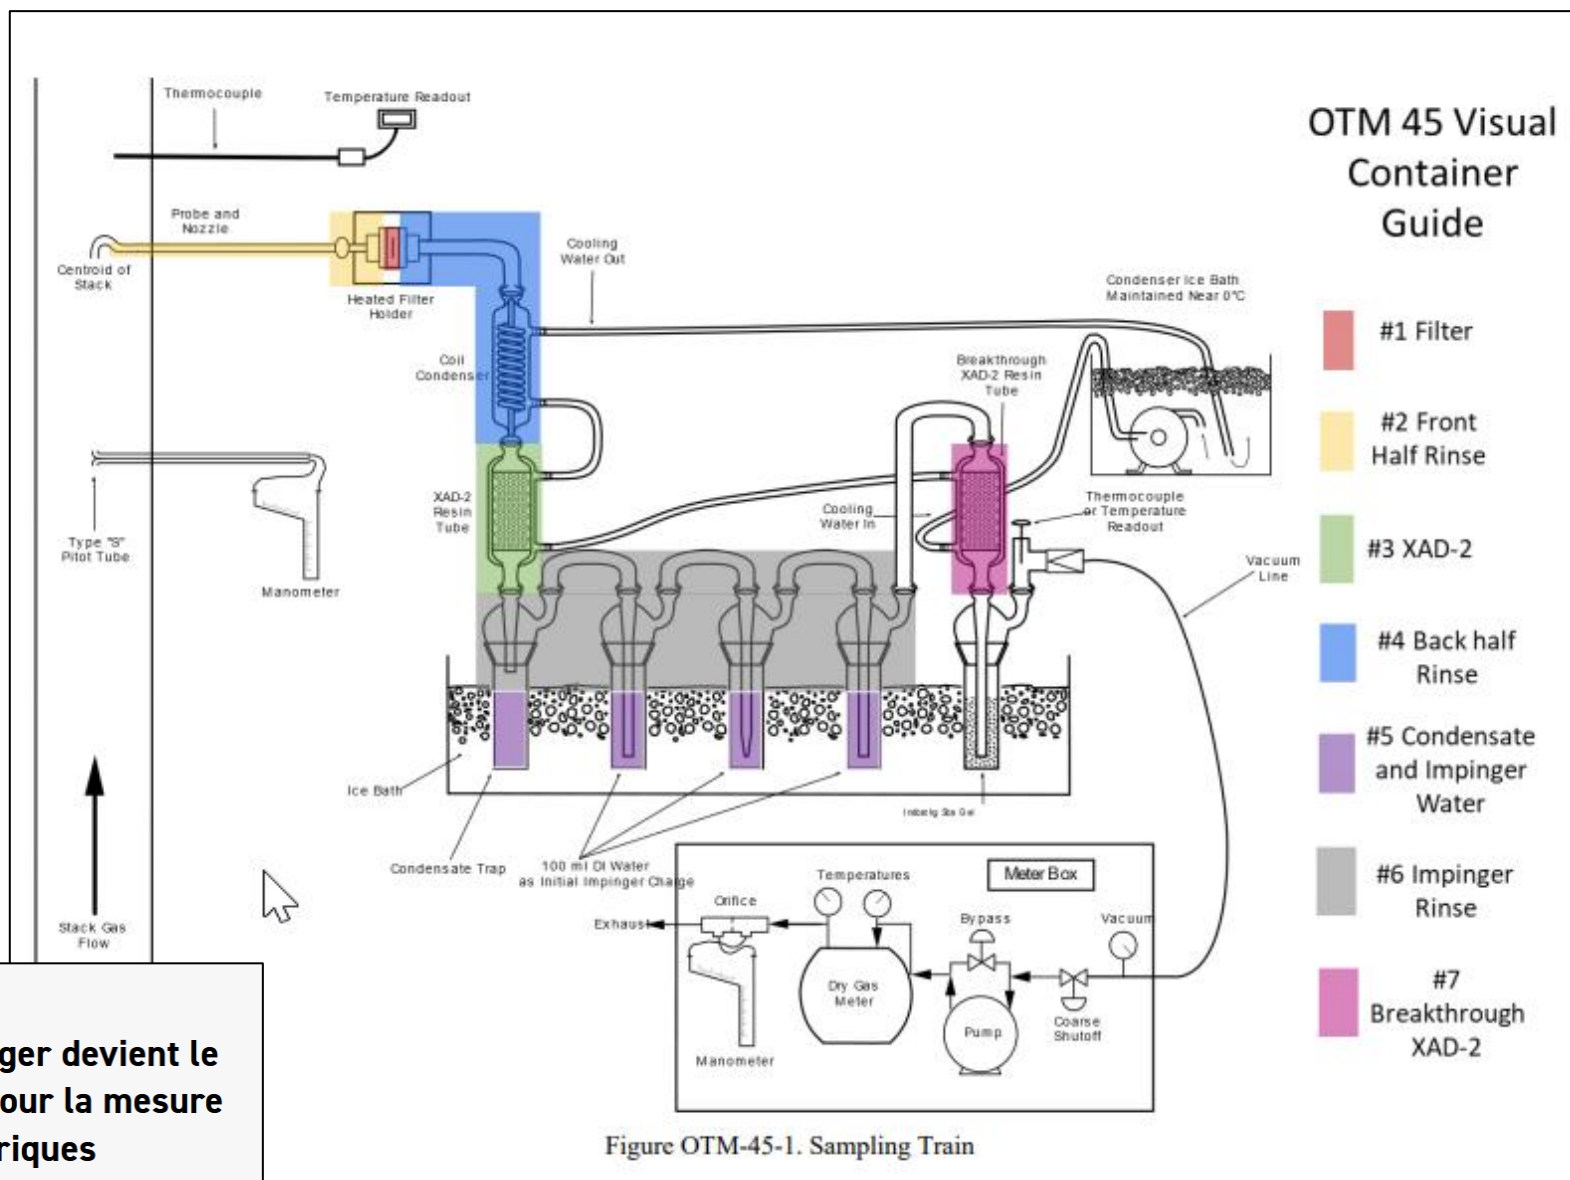 Thermocouple
Temperature Readout
Probe and
Nozzle
Centroid of
Stack
Heated Filter
Holder
Cooling
Water Out
Condenser Ice Bath
Maintained Near 0°C
Coil
Condenser
Breakthrough
XAD-2 Resin
Tube
XAD-2
Resin
Tube
Cooling
Water In
Thermocouple
or Temperature
Readout
Type "S"
Pitot Tube
Manometer
Vacuum
Line
Ice Bath
Condensate Trap
100 ml DI Water
as Initial Impinger Charge
Stack Gas
Flow
Meter Box
Temperatures
Orifice
Exhaust
Bypass
Vacuum
Dry Gas
Meter
Pump
Coarse
Shutoff
Manometer
Figure OTM-45-1. Sampling Train
OTM 45 Visual
Container
Guide
#1 Filter
#2 Front
Half Rinse
#3 XAD-2
#4 Back half
Rinse
#5 Condensate
and Impinger
Water
#6 Impinger
Rinse
#7
Breakthrough
XAD-2
ger devient le
our la mesure
riques